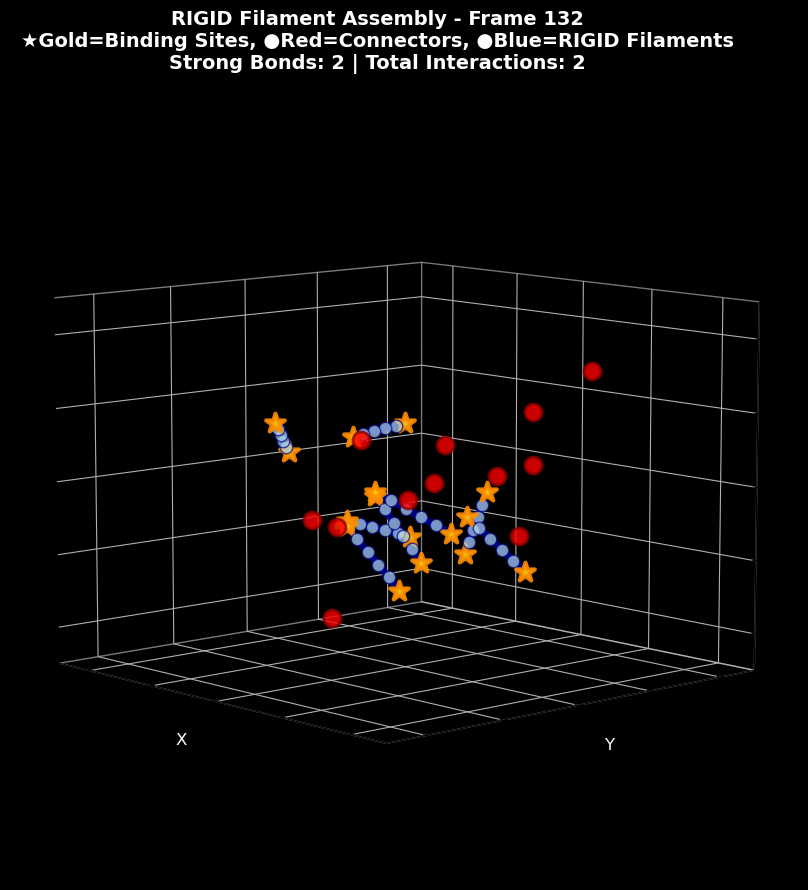 RIGID Filament Assembly - Frame 132
★Gold=Binding Sites, ●Red=Connectors, ●Blue=RIGID Filaments
Strong Bonds: 2 | Total Interactions: 2
X
Y